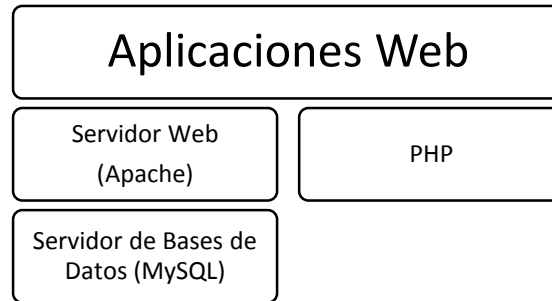 Aplicaciones Web
Servidor Web
(Apache)
PHP
Servidor de Bases de
Datos (MySQL)